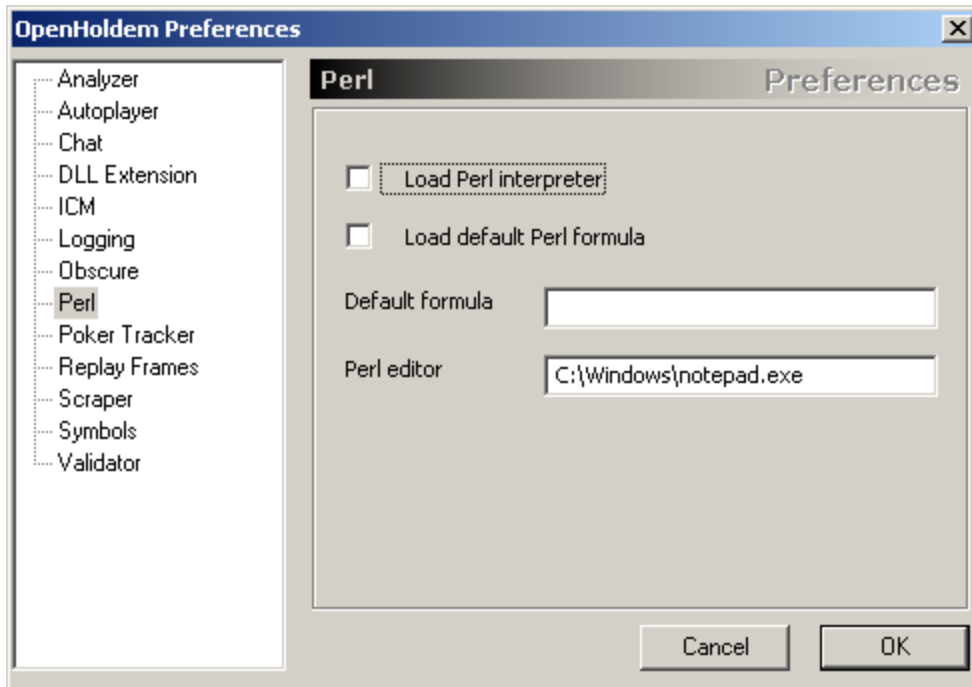 OpenHoldem Preferences
Analyzer
Autoplayer
Chat
DLL Extension
ICM
Logging
Obscure
Perl
Poker Tracker
Replay Frames
Scraper
Symbols
Validator
Perl Preferences
Load Perl interpreter
Load default Perl formula
Default formula
Perl editor C:\Windows\notepad.exe
Cancel OK